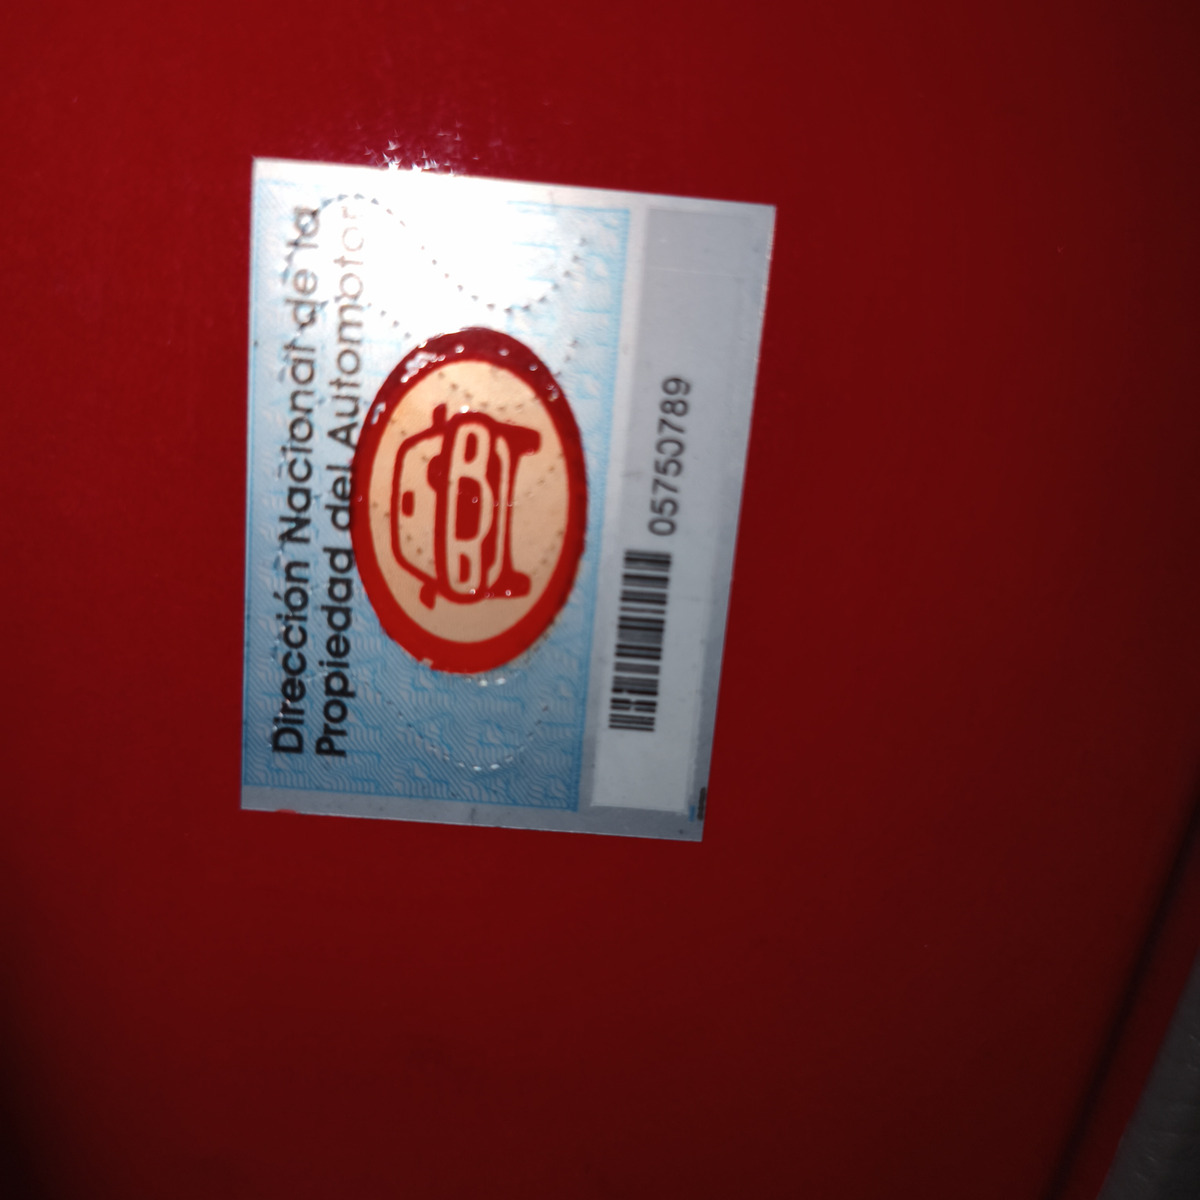 Dirección Nacional de la
Propiedad del Automotor
05750789